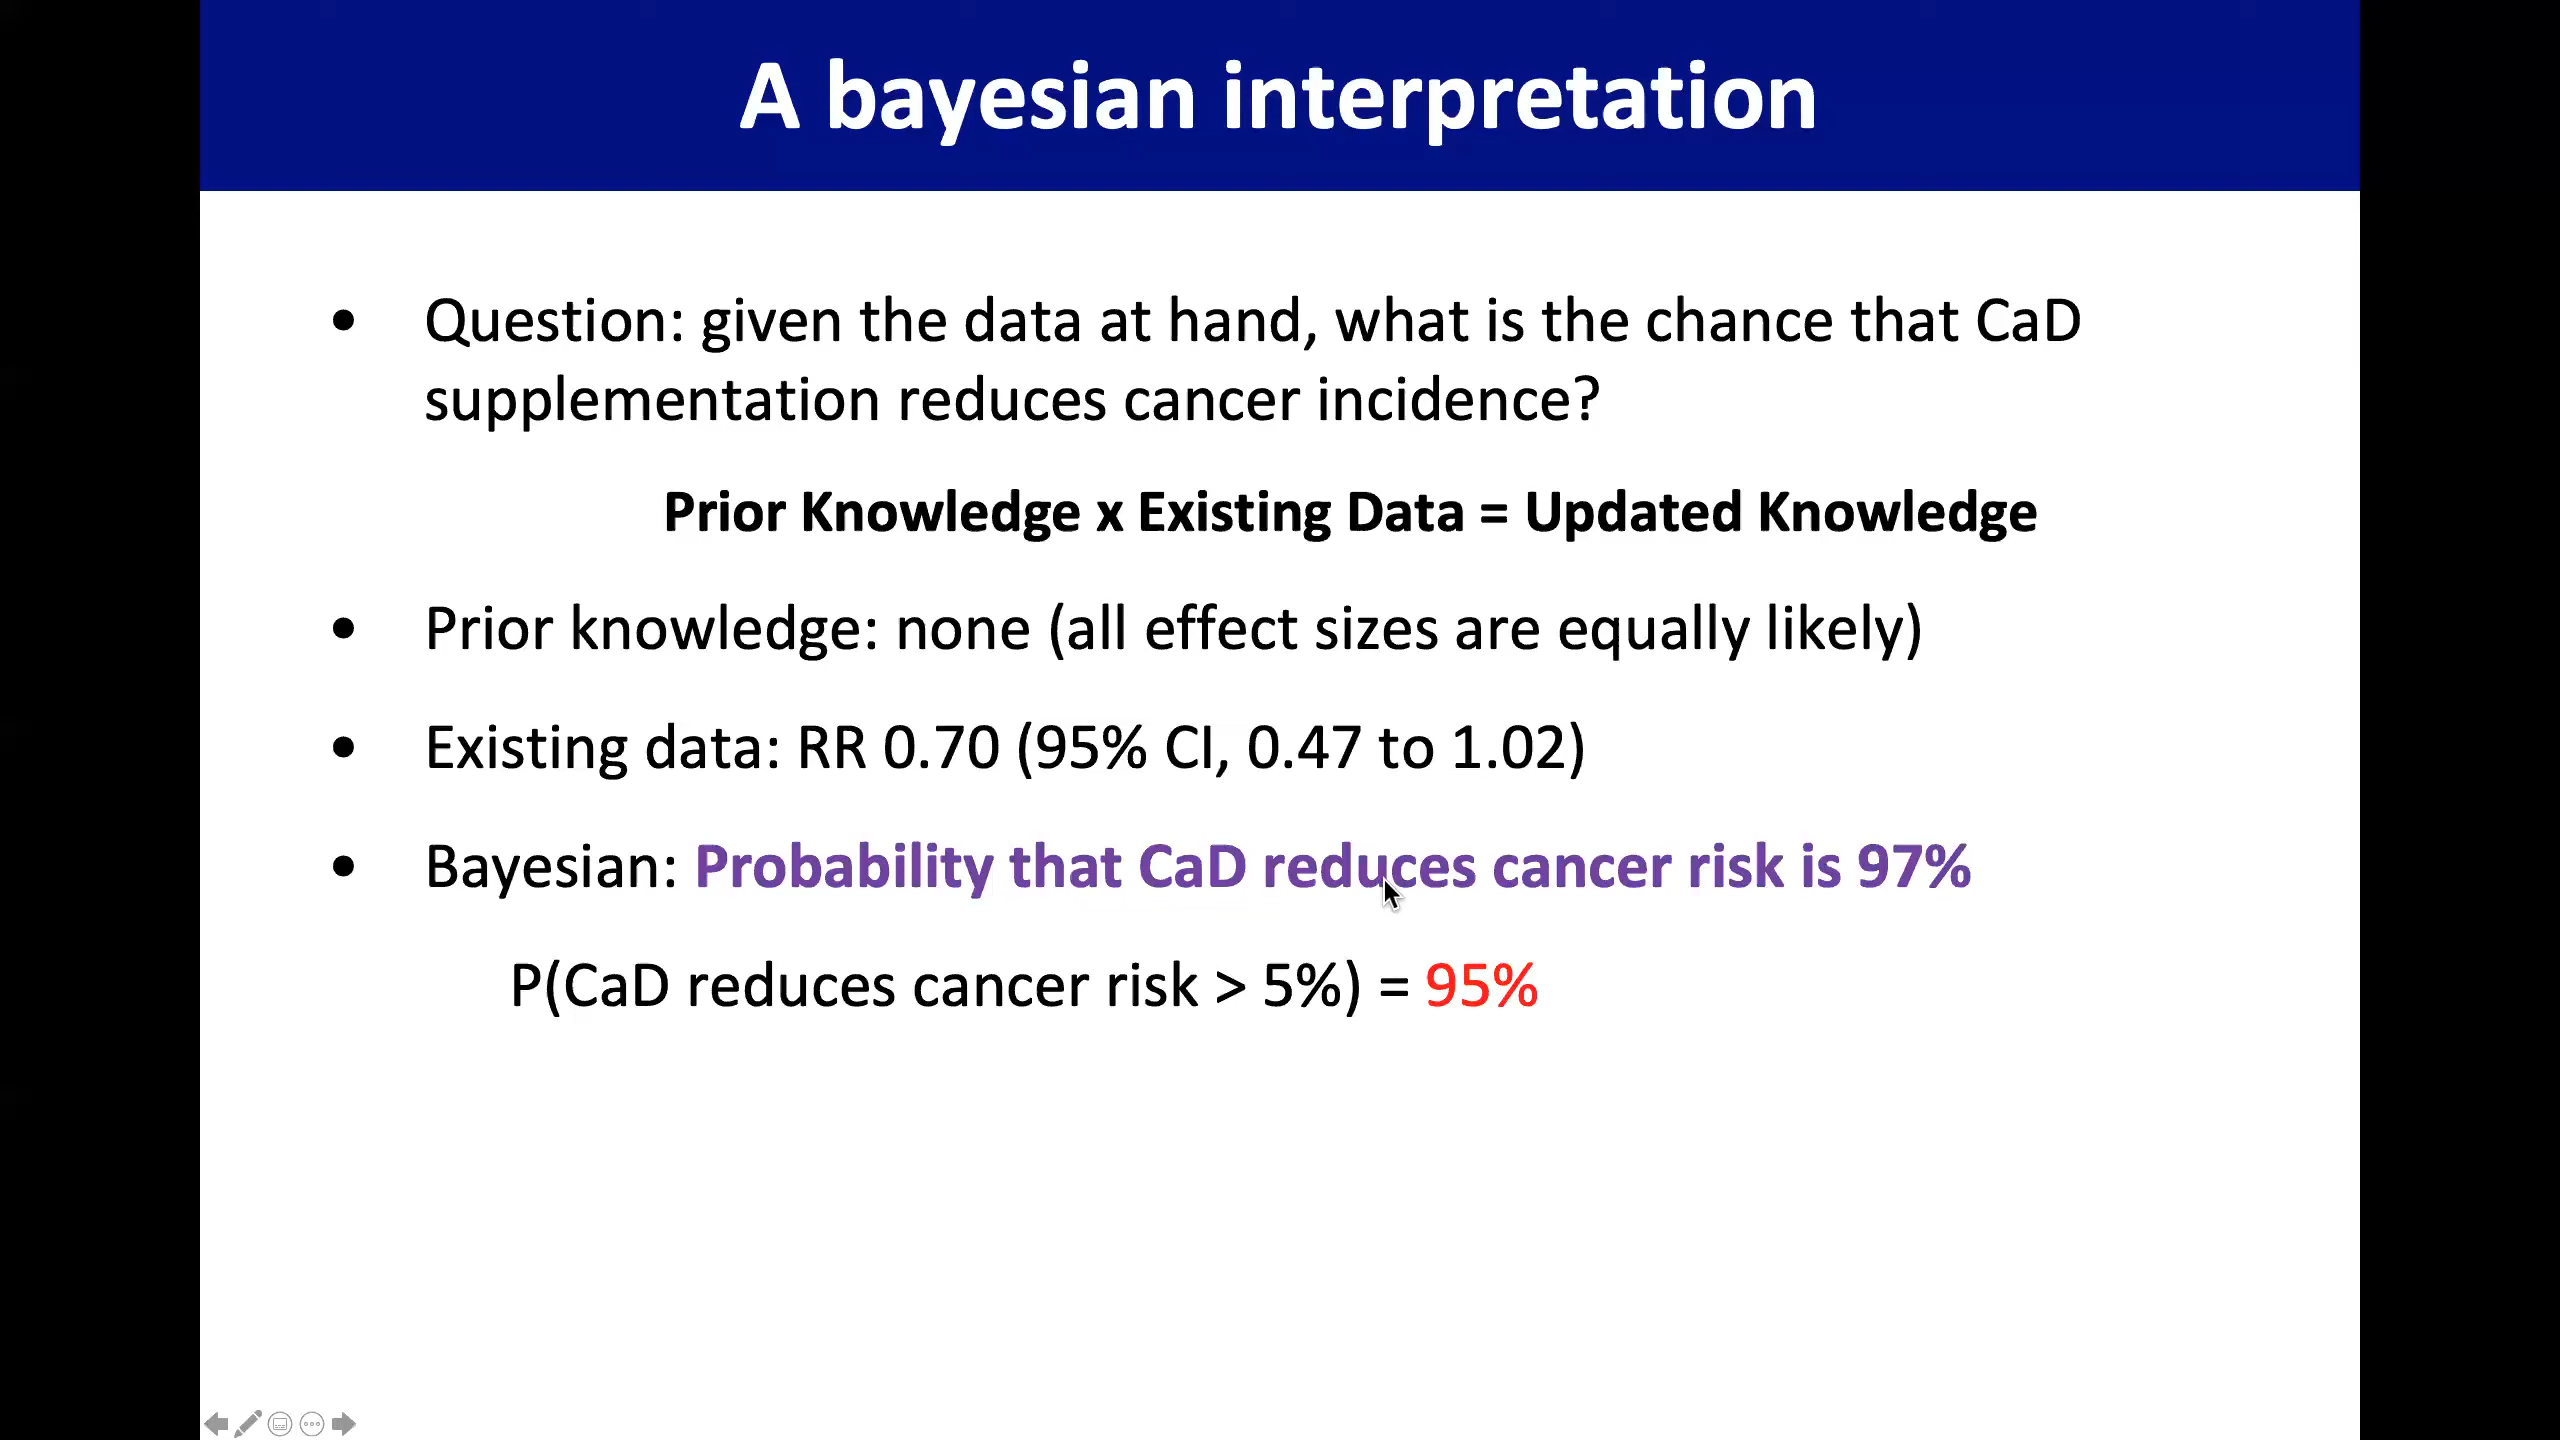 A bayesian interpretation
• Question: given the data at hand, what is the chance that CaD
supplementation reduces cancer incidence?
Prior Knowledge x Existing Data = Updated Knowledge
• Prior knowledge: none (all effect sizes are equally likely)
• Existing data: RR 0.70 (95% CI, 0.47 to 1.02)
• Bayesian: Probability that CaD reduces cancer risk is 97%
P(CaD reduces cancer risk > 5%) = 95%